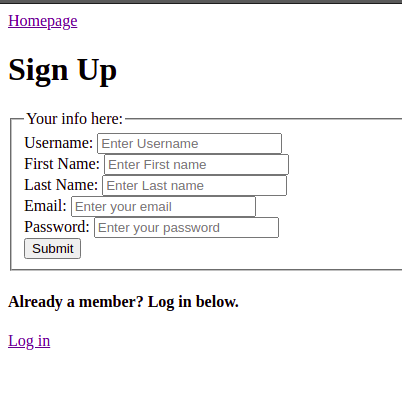 Homepage
Sign Up
Your info here:
Username: Enter Username
First Name: Enter First name
Last Name: Enter Last name
Email: Enter your email
Password: Enter your password
Submit
Already a member? Log in below.
Log in